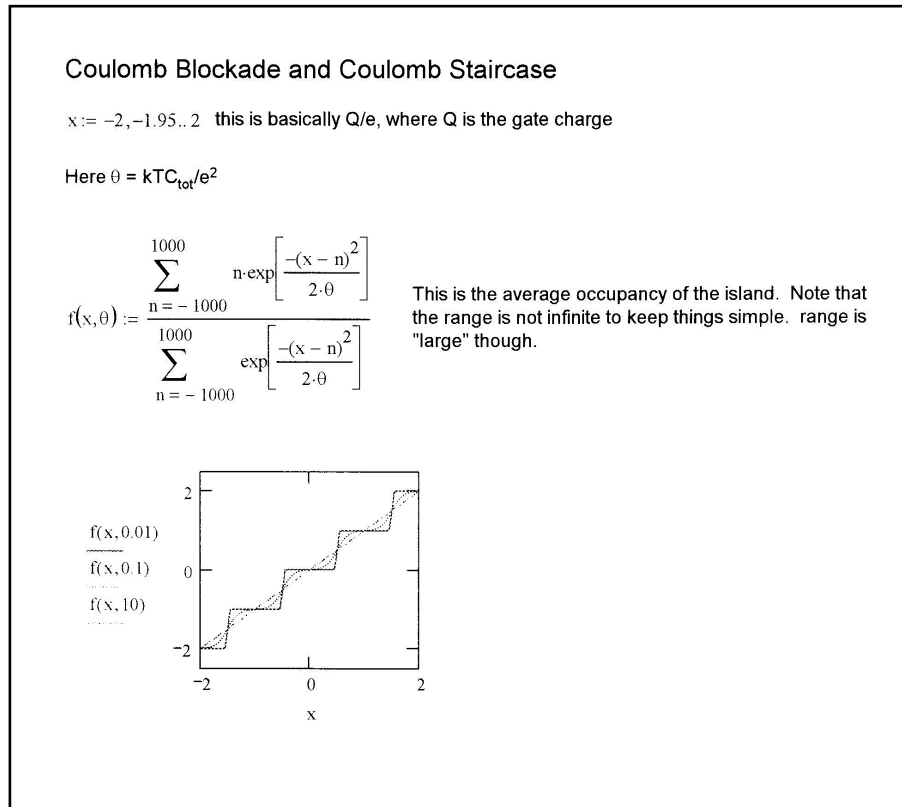 Coulomb Blockade and Coulomb Staircase
x := −2,−1.95.. 2 this is basically Q/e, where Q is the gate charge
Here θ = kTC_tot/e²
1000
∑ n·exp[−(x − n)²/2·θ]
n = − 1000
f(x,θ) :=
1000
∑ exp[−(x − n)²/2·θ]
n = − 1000
This is the average occupancy of the island. Note that
the range is not infinite to keep things simple. range is
"large" though.
f(x,0.01)
f(x,0.1)
f(x,10)
2
0
−2
−2 0 2
x